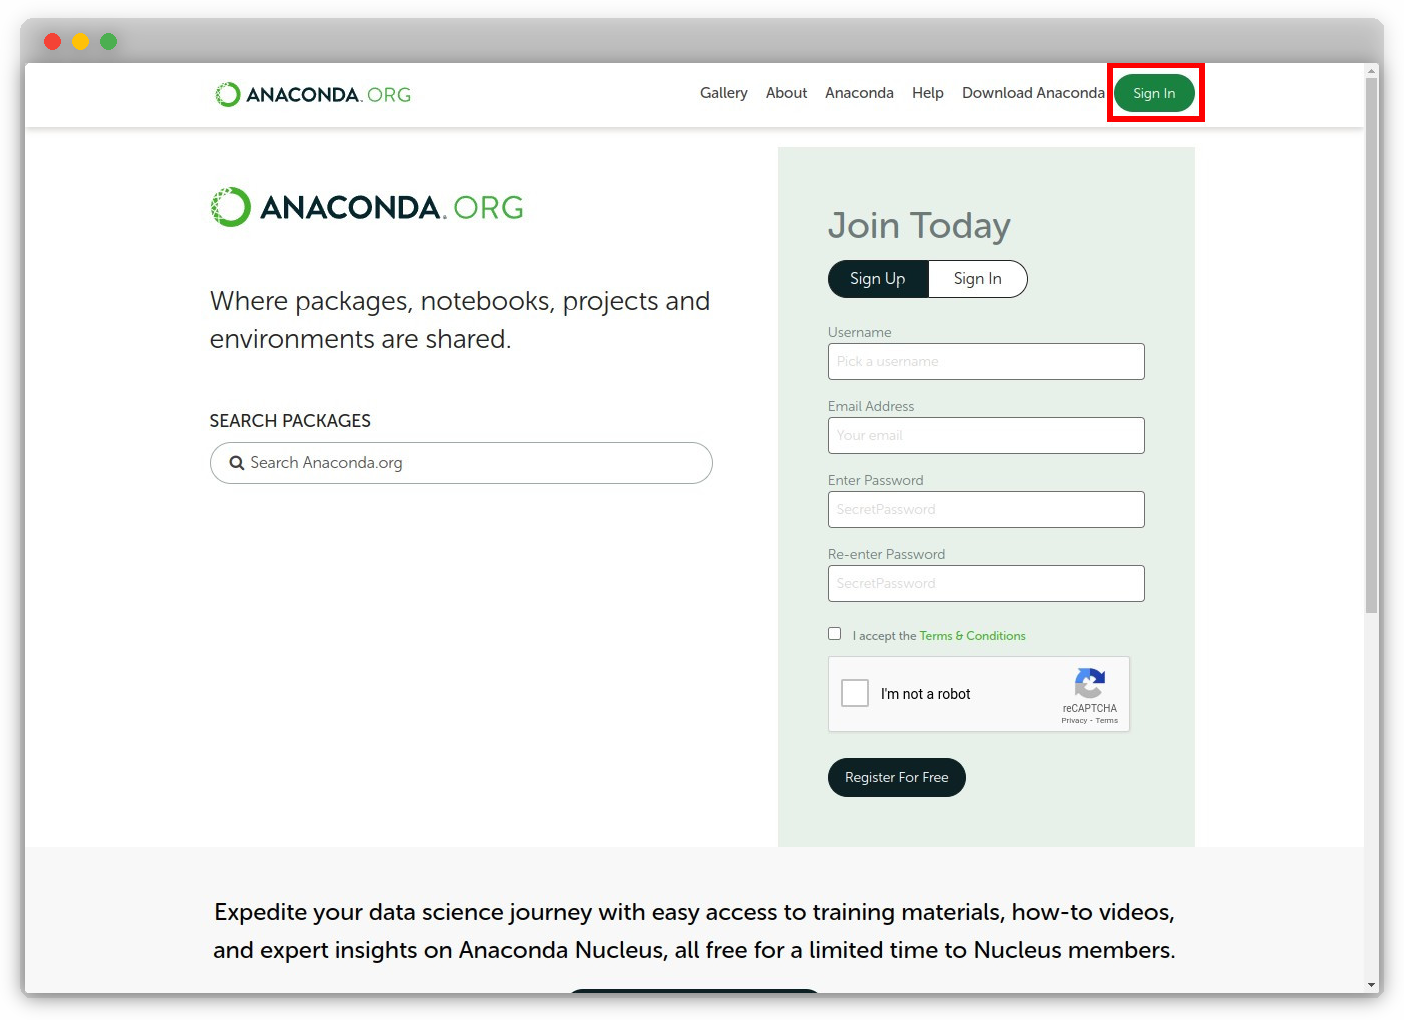 ANACONDA.ORG
Gallery About Anaconda Help Download Anaconda Sign In
ANACONDA.ORG
Where packages, notebooks, projects and
environments are shared.
SEARCH PACKAGES
Search Anaconda.org
Join Today
Sign Up Sign In
Username
Pick a username
Email Address
Your email
Enter Password
SecretPassword
Re-enter Password
SecretPassword
I accept the Terms & Conditions
I'm not a robot
reCAPTCHA
Privacy - Terms
Register For Free
Expedite your data science journey with easy access to training materials, how-to videos,
and expert insights on Anaconda Nucleus, all free for a limited time to Nucleus members.